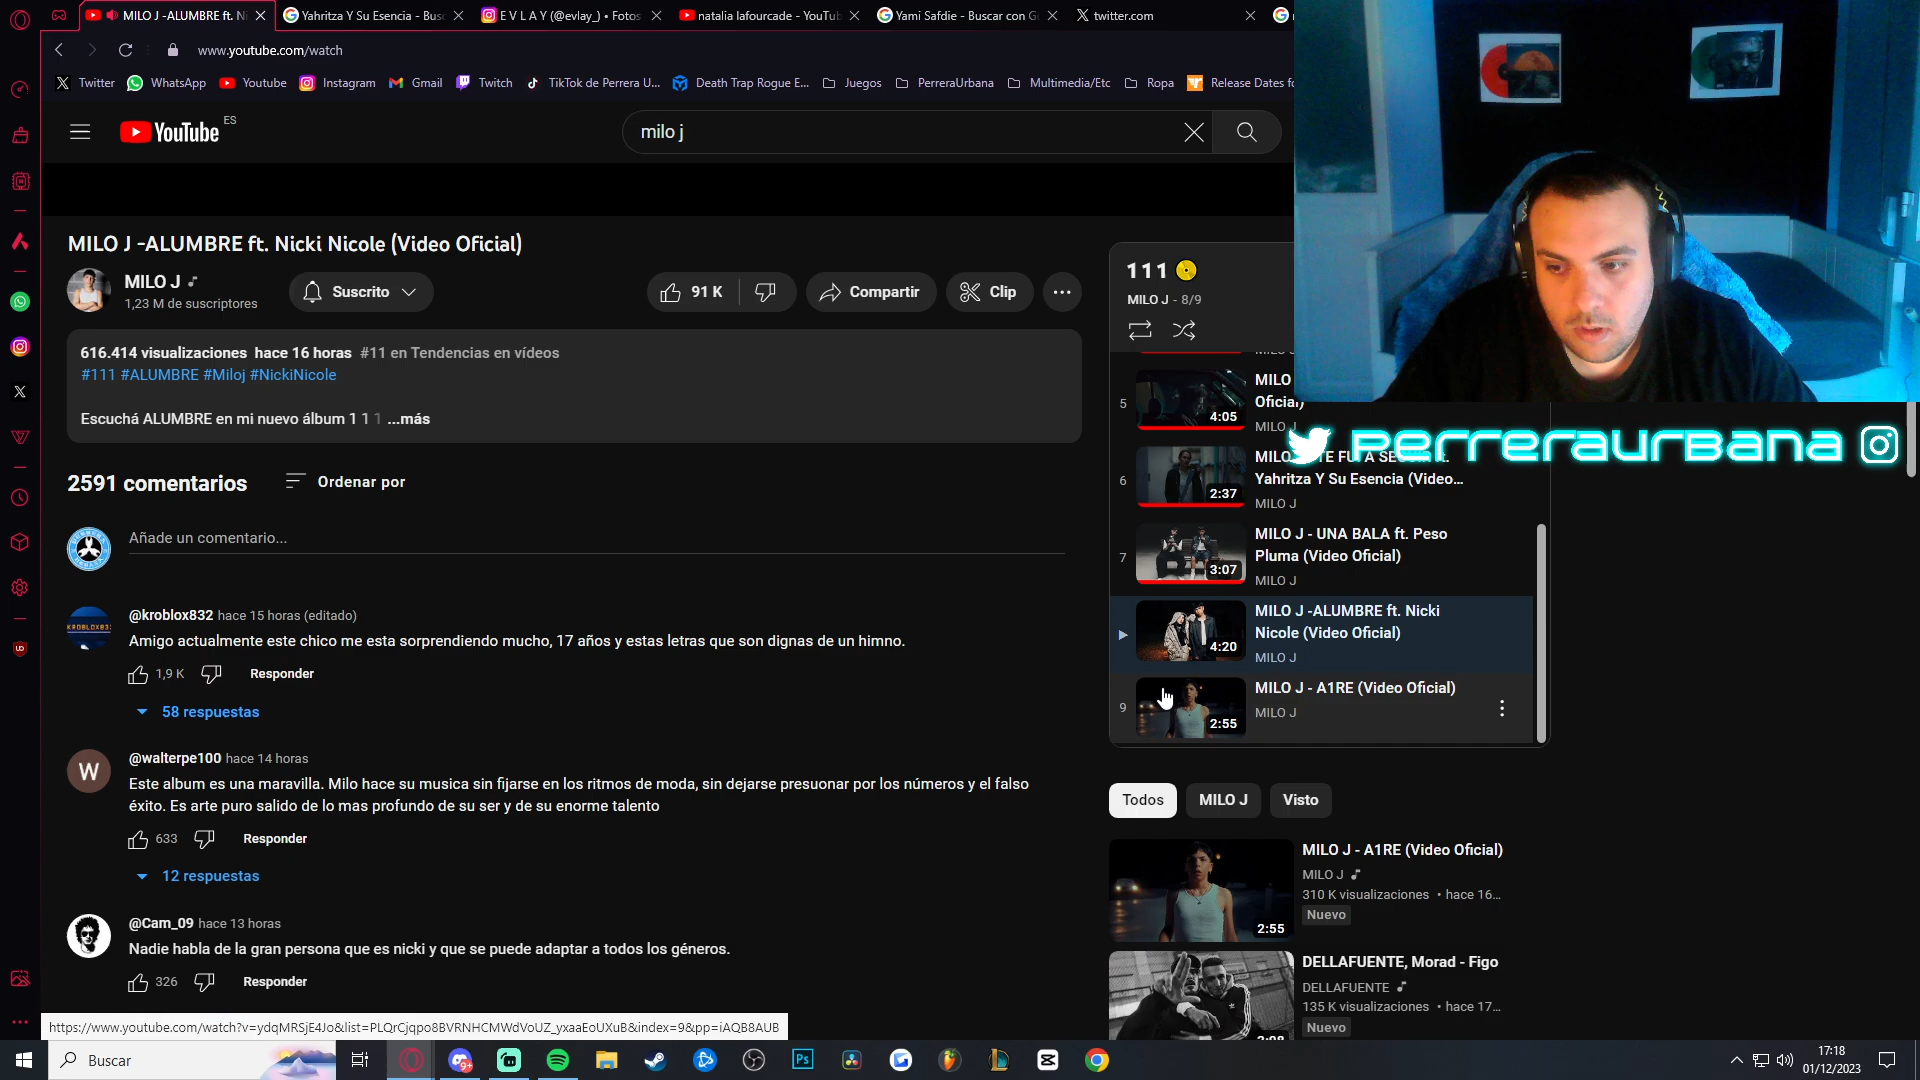 MILO J -ALUMBRE ft. Ni
Yahritza Y Su Esencia - Busc
E V L A Y (@evlay_) • Fotos
natalia lafourcade - YouTub
Yami Safdie - Buscar con G
twitter.com
www.youtube.com/watch
Twitter
WhatsApp
Youtube
Instagram
Gmail
Twitch
TikTok de Perrera U...
Death Trap Rogue E...
Juegos
PerreraUrbana
Multimedia/Etc
Ropa
Release Dates fo
YouTube ES
milo j
MILO J -ALUMBRE ft. Nicki Nicole (Video Oficial)
MILO J
1,23 M de suscriptores
Suscrito
91 K
Compartir
Clip
616.414 visualizaciones hace 16 horas #11 en Tendencias en vídeos
#111 #ALUMBRE #Miloj #NickiNicole
Escuchá ALUMBRE en mi nuevo álbum 1 1 1 ...más
2591 comentarios
Ordenar por
Añade un comentario...
@kroblox832 hace 15 horas (editado)
Amigo actualmente este chico me esta sorprendiendo mucho, 17 años y estas letras que son dignas de un himno.
1,9 K
Responder
58 respuestas
W
@walterpe100 hace 14 horas
Este album es una maravilla. Milo hace su musica sin fijarse en los ritmos de moda, sin dejarse presuonar por los números y el falso
éxito. Es arte puro salido de lo mas profundo de su ser y de su enorme talento
633
Responder
12 respuestas
@Cam_09 hace 13 horas
Nadie habla de la gran persona que es nicki y que se puede adaptar a todos los géneros.
326
Responder
https://www.youtube.com/watch?v=ydqMRSjE4Jo&list=PLQrCjqpo8BVRNHCMWdVoUZ_yxaaEoUXuB&index=9&pp=iAQB8AUB
111
MILO J - 8/9
5
4:05
MILO
Oficial)
MILO J
perreraurbana
6
2:37
MILO
Yahritza Y Su Esencia (Video...
MILO J
7
3:07
MILO J - UNA BALA ft. Peso
Pluma (Video Oficial)
MILO J
4:20
MILO J -ALUMBRE ft. Nicki
Nicole (Video Oficial)
MILO J
9
2:55
MILO J - A1RE (Video Oficial)
MILO J
Todos
MILO J
Visto
2:55
MILO J - A1RE (Video Oficial)
MILO J
310 K visualizaciones • hace 16...
Nuevo
DELLAFUENTE, Morad - Figo
DELLAFUENTE
135 K visualizaciones • hace 17...
Nuevo
Buscar
9+
Ps
17:18
01/12/2023